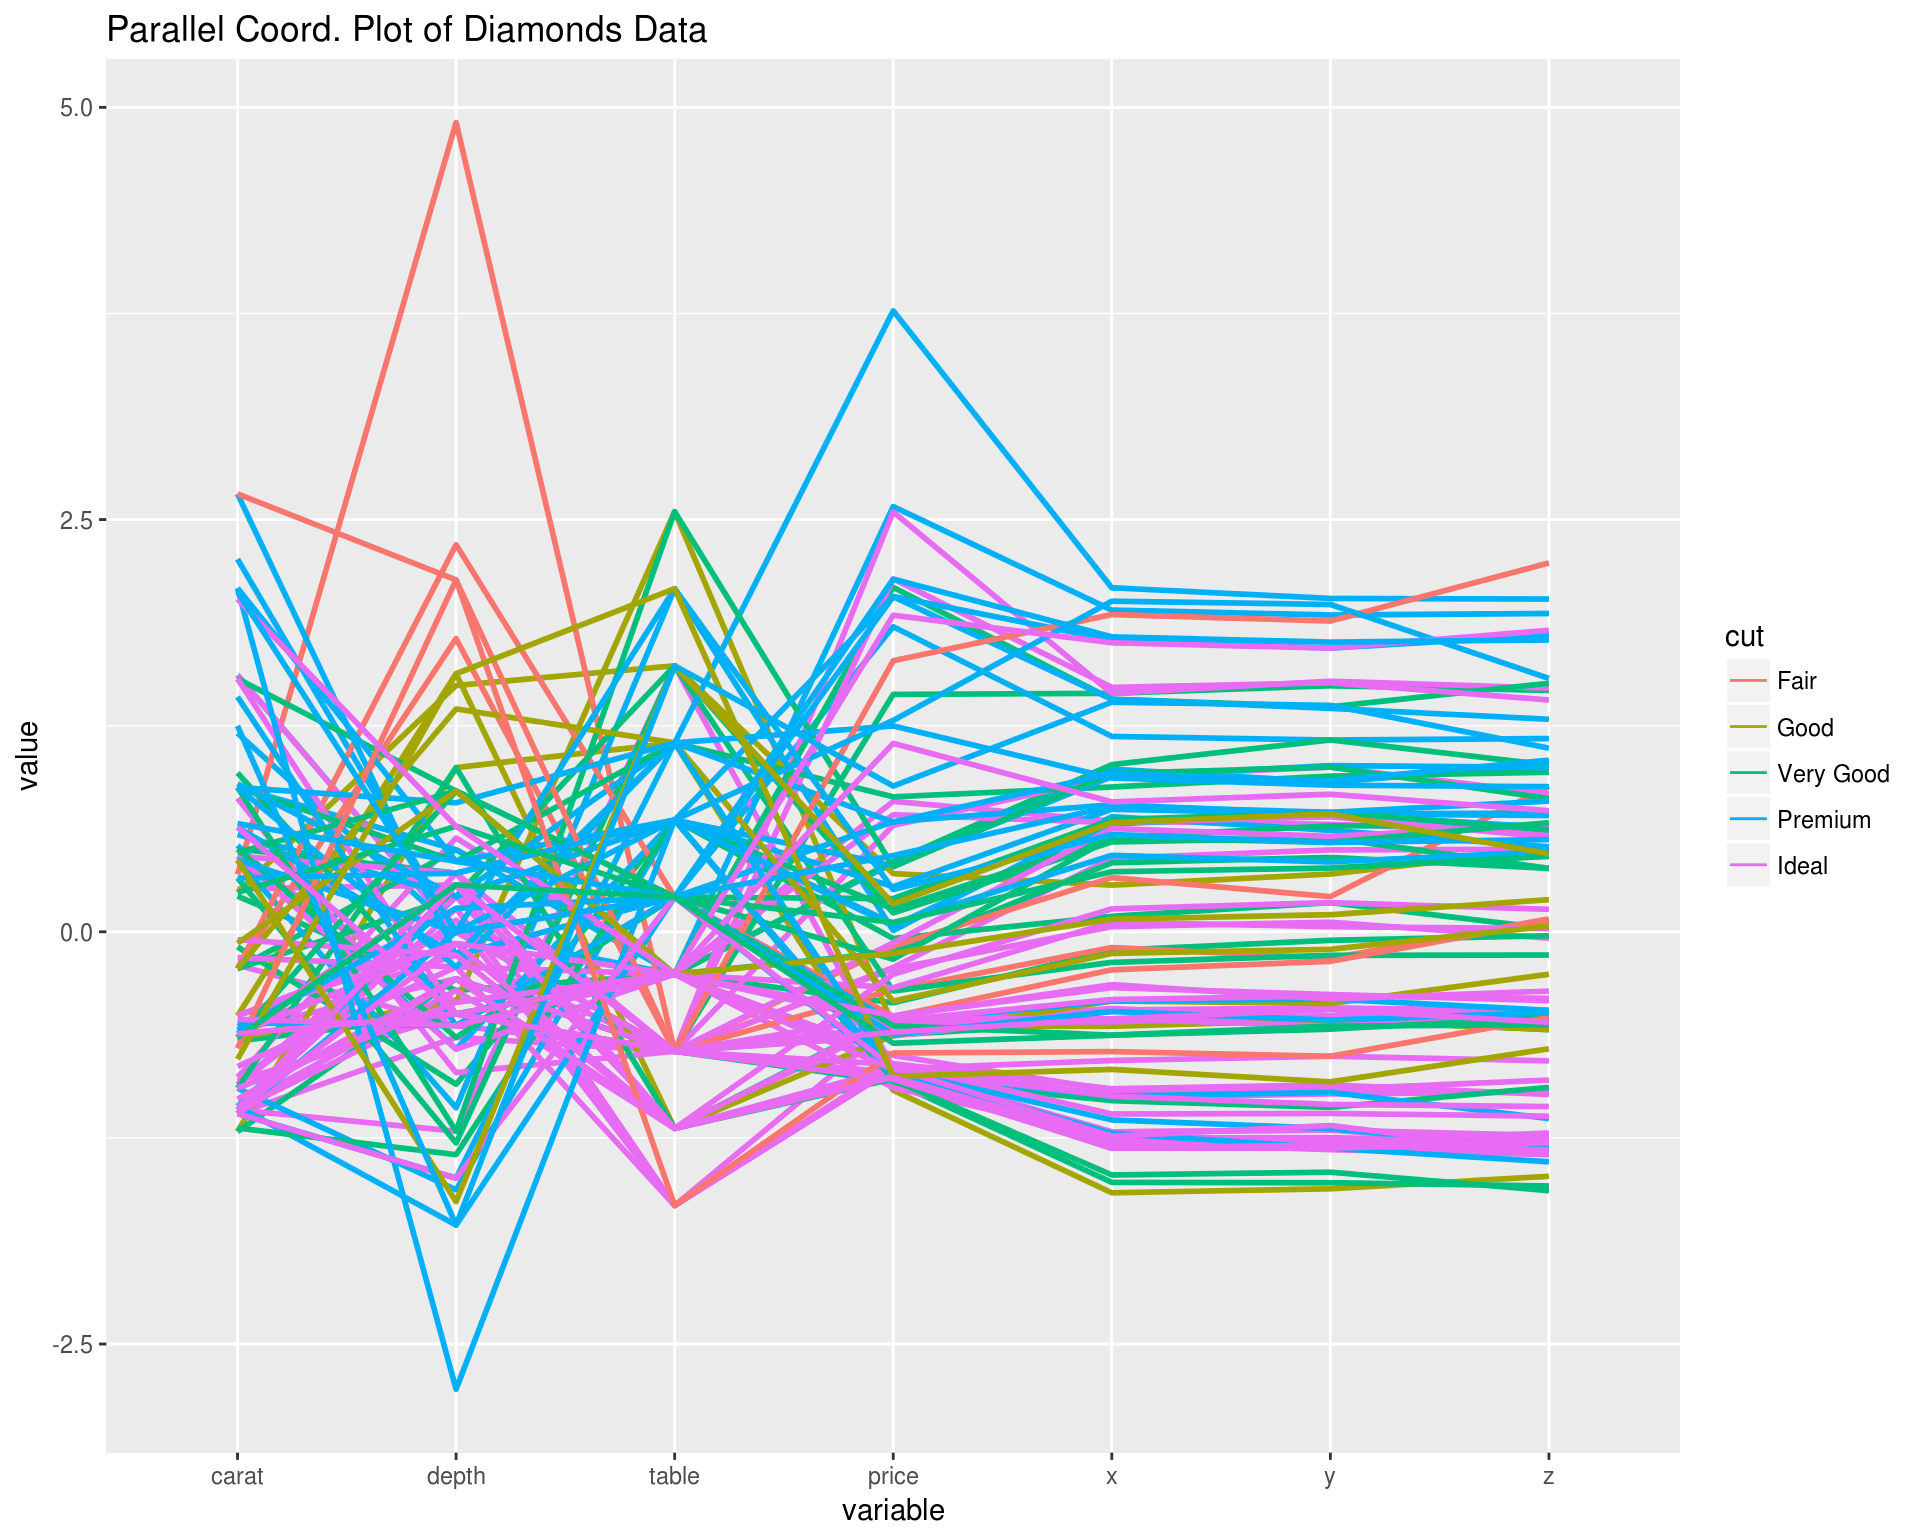 Parallel Coord. Plot of Diamonds Data
5.0
2.5
0.0
-2.5
value
carat depth table price x y z
variable
cut
Fair
Good
Very Good
Premium
Ideal